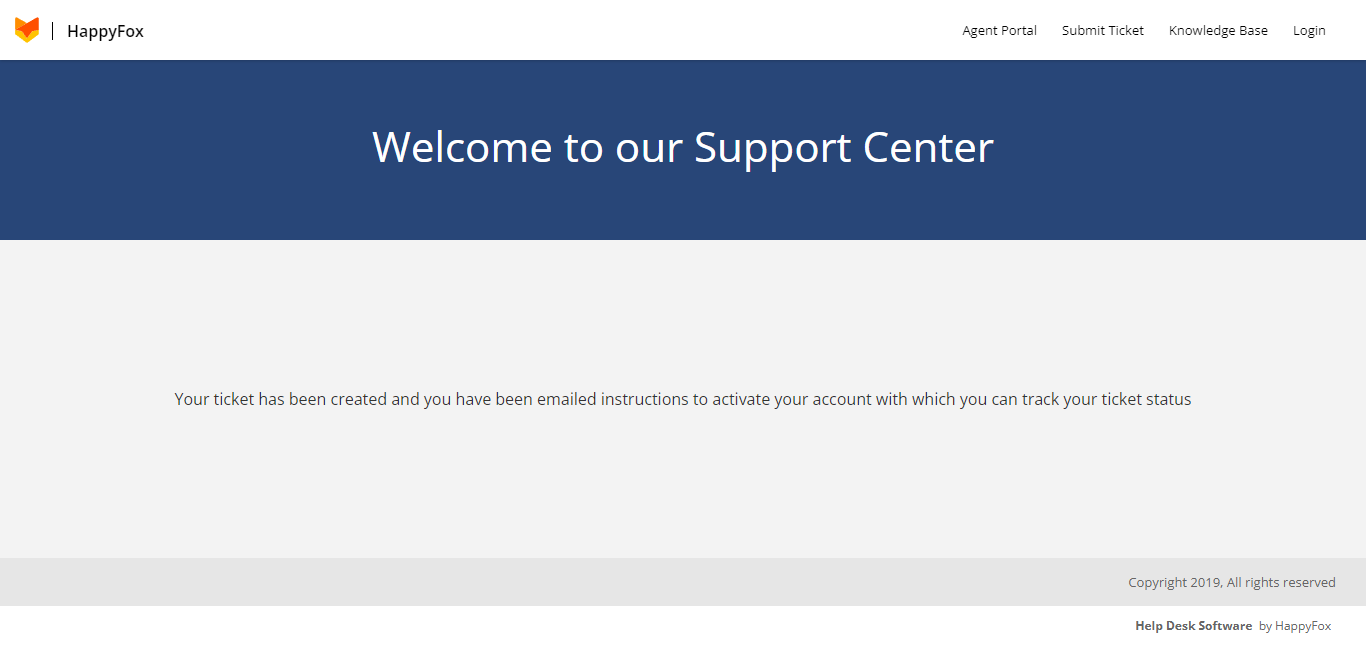 HappyFox
Agent Portal
Submit Ticket
Knowledge Base
Login
Welcome to our Support Center
Your ticket has been created and you have been emailed instructions to activate your account with which you can track your ticket status
Copyright 2019, All rights reserved
Help Desk Software by HappyFox